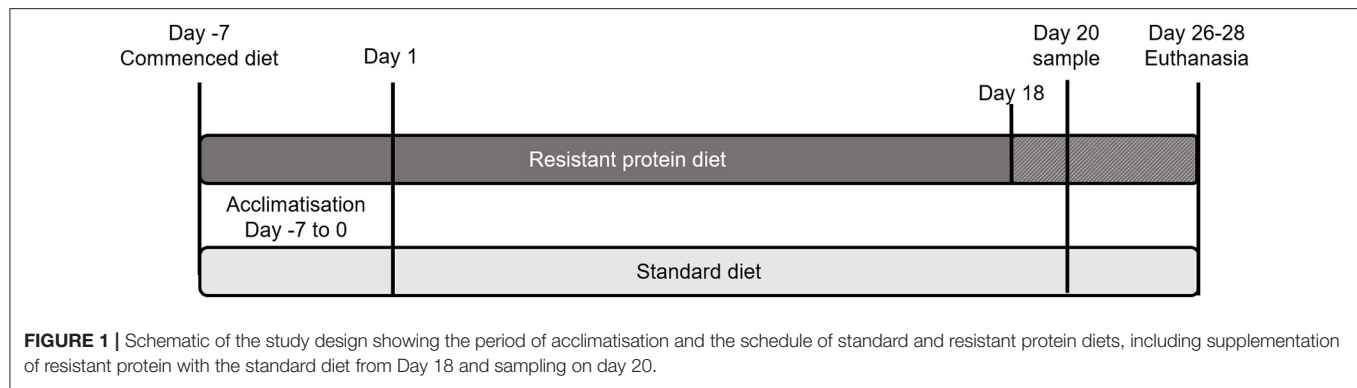 Day -7
Commenced diet
Day 1
Day 18
Day 20
sample
Day 26-28
Euthanasia
Resistant protein diet
Acclimatisation
Day -7 to 0
Standard diet
FIGURE 1 | Schematic of the study design showing the period of acclimatisation and the schedule of standard and resistant protein diets, including supplementation
of resistant protein with the standard diet from Day 18 and sampling on day 20.